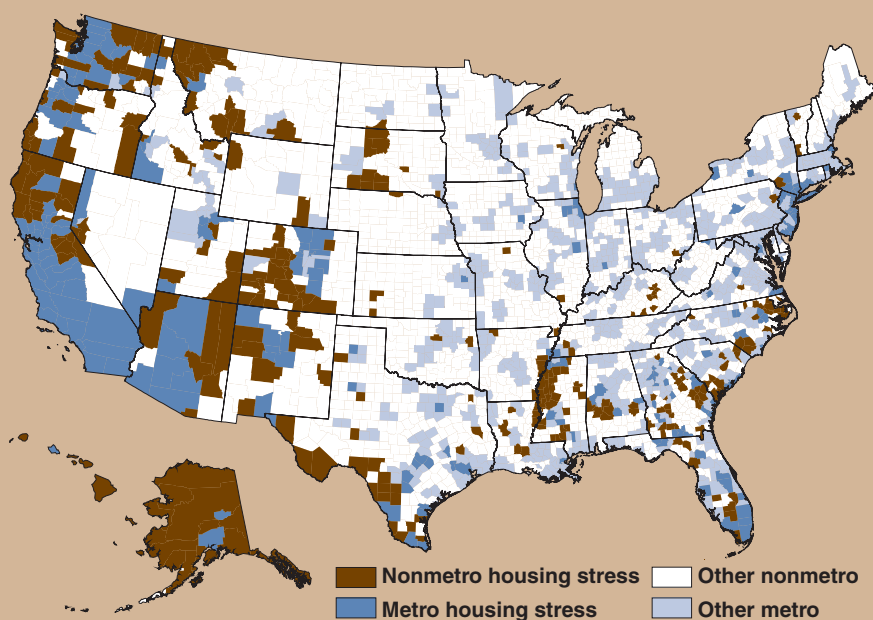 Nonmetro housing stress
Other nonmetro
Metro housing stress
Other metro